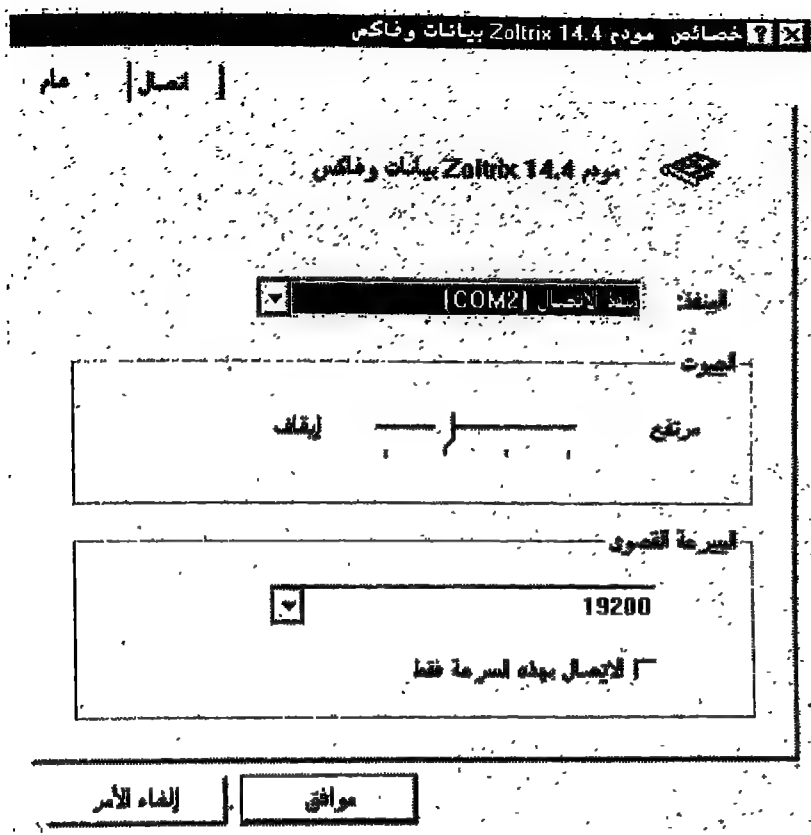 خصائص مودم Zoltrix 14.4 بيانات وفاكس
عام
اتصال
مودم Zoltrix 14.4 بيانات وفاكس
المنفذ:
منفذ الاتصال (COM2)
الصوت
مرتفع
إيقاف
السرعة القصوى
19200
الاتصال بهذه السرعة فقط
موافق
إلغاء الأمر